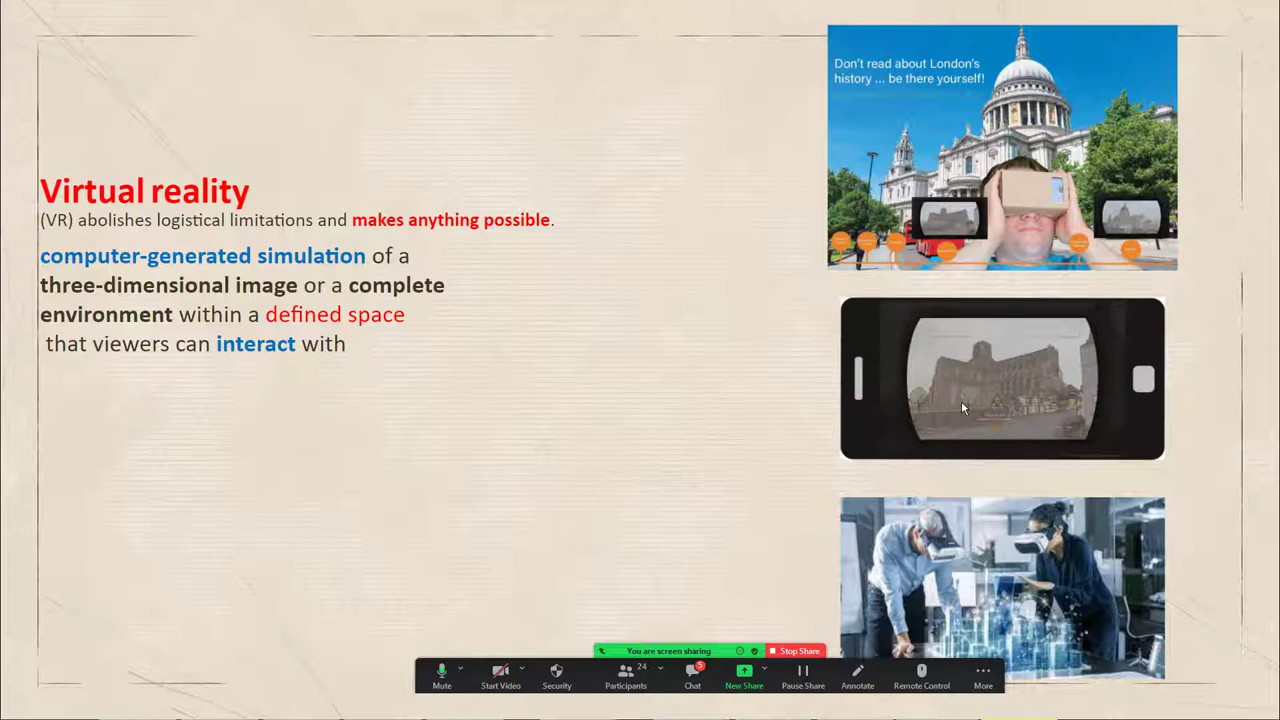 Don't read about London's
history ... be there yourself!
Virtual reality
(VR) abolishes logistical limitations and makes anything possible.
computer-generated simulation of a
three-dimensional image or a complete
environment within a defined space
that viewers can interact with
You are screen sharing
Stop Share
Mute
Start Video
Security
Participants
24
Chat
5
New Share
Pause Share
Annotate
Remote Control
More